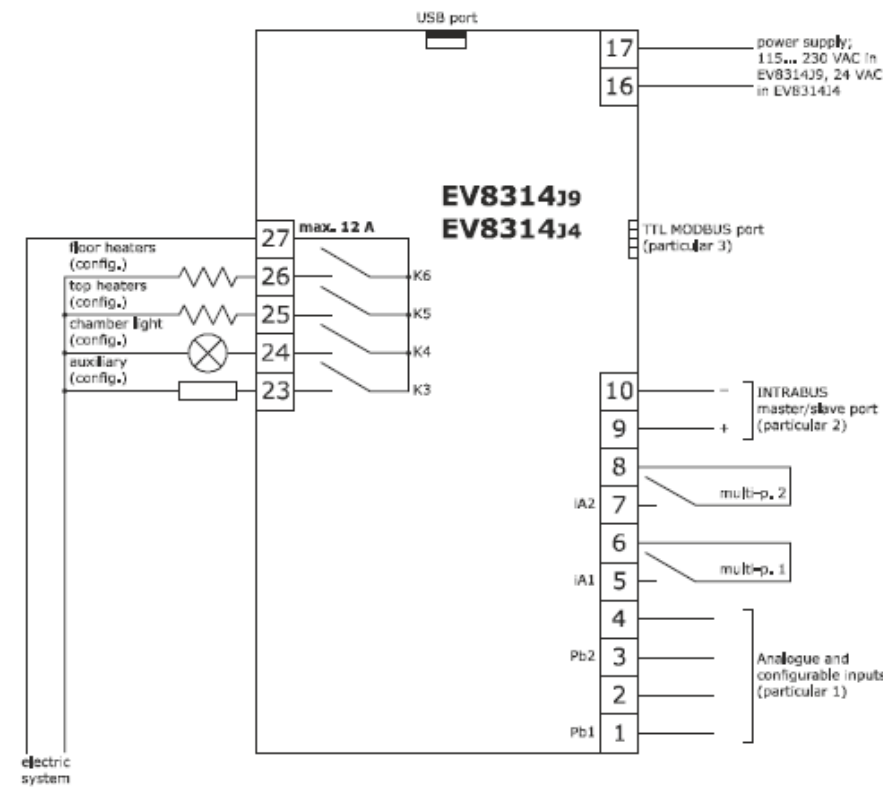 USB port
17
power supply;
115... 230 VAC in
EV8314J9, 24 VAC
in EV8314J4
16
EV8314J9
EV8314J4
TTL MODBUS port
(particular 3)
27
max. 12 A
floor heaters
(config.)
26
K6
top heaters
(config.)
25
K5
chamber light
(config.)
24
K4
auxiliary
(config.)
23
K3
10
-
INTRABUS
master/slave port
(particular 2)
9
+
8
multi-p. 2
iA2
7
6
multi-p. 1
iA1
5
4
Pb2
3
Analogue and
configurable inputs
(particular 1)
2
Pb1
1
electric
system